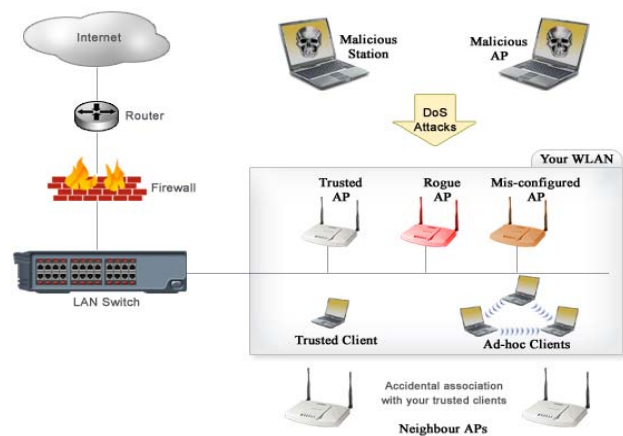 Internet
Router
Firewall
LAN Switch
Malicious
Station
Malicious
AP
DoS
Attacks
Your WLAN
Trusted
AP
Rogue
AP
Mis-configured
AP
Trusted Client
Ad-hoc Clients
Accidental association
with your trusted clients
Neighbour APs